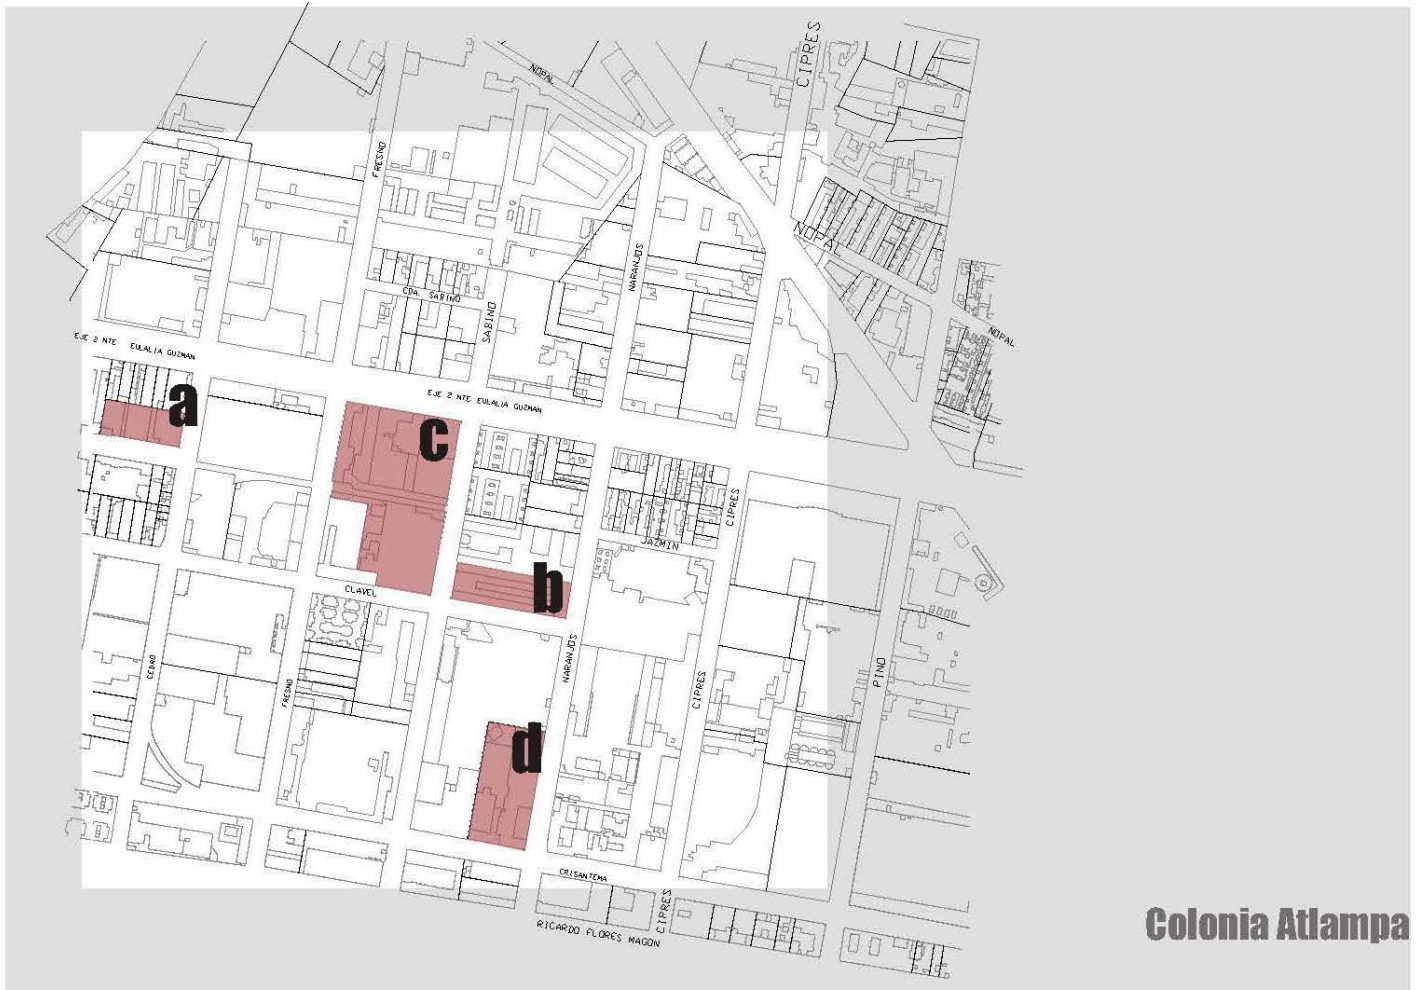 CIPRES
NOPAL
FRESNO
NOPAL
NARANJOS
CDA. SABINO
SABINO
NOPAL
EJE 2 NTE EULALIA GUZMAN
a
EJE 2 NTE. EULALIA GUZMAN
c
CIPRES
JAZMIN
b
CLAVEL
NARANJOS
CEDRO
FRESNO
CIPRES
PINO
d
CRISANTEMA
CIPRES
RICARDO FLORES MAGON
Colonia Atlampa